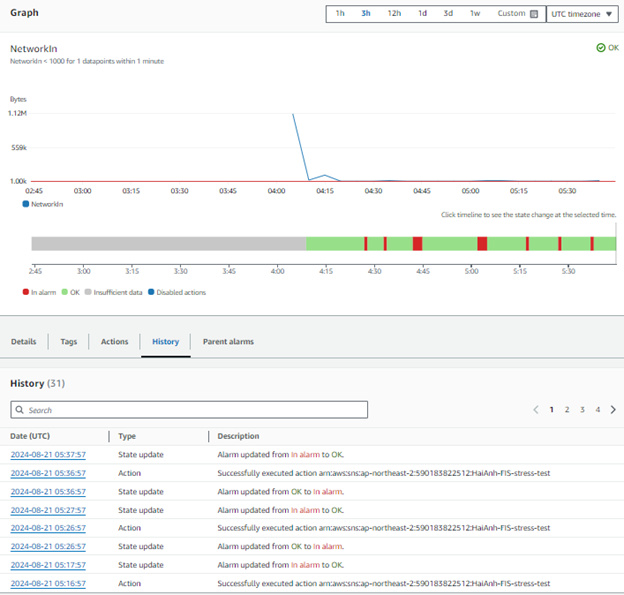 Graph
1h 3h 12h 1d 3d 1w Custom UTC timezone
NetworkIn
OK
NetworkIn < 1000 for 1 datapoints within 1 minute
Bytes
1.12M
559k
1.00k
02:45 03:00 03:15 03:30 03:45 04:00 04:15 04:30 04:45 05:00 05:15 05:30
NetworkIn
Click timeline to see the state change at the selected time.
2:45 3:00 3:15 3:30 3:45 4:00 4:15 4:30 4:45 5:00 5:15 5:30
In alarm OK Insufficient data Disabled actions
Details Tags Actions History Parent alarms
History (31)
Search
1 2 3 4
Date (UTC) Type Description
2024-08-21 05:37:57 State update Alarm updated from In alarm to OK.
2024-08-21 05:36:57 Action Successfully executed action arn:aws:sns:ap-northeast-2:590183822512:HaiAnh-FIS-stress-test
2024-08-21 05:36:57 State update Alarm updated from OK to In alarm.
2024-08-21 05:27:57 State update Alarm updated from In alarm to OK.
2024-08-21 05:26:57 Action Successfully executed action arn:aws:sns:ap-northeast-2:590183822512:HaiAnh-FIS-stress-test
2024-08-21 05:26:57 State update Alarm updated from OK to In alarm.
2024-08-21 05:17:57 State update Alarm updated from In alarm to OK.
2024-08-21 05:16:57 Action Successfully executed action arn:aws:sns:ap-northeast-2:590183822512:HaiAnh-FIS-stress-test